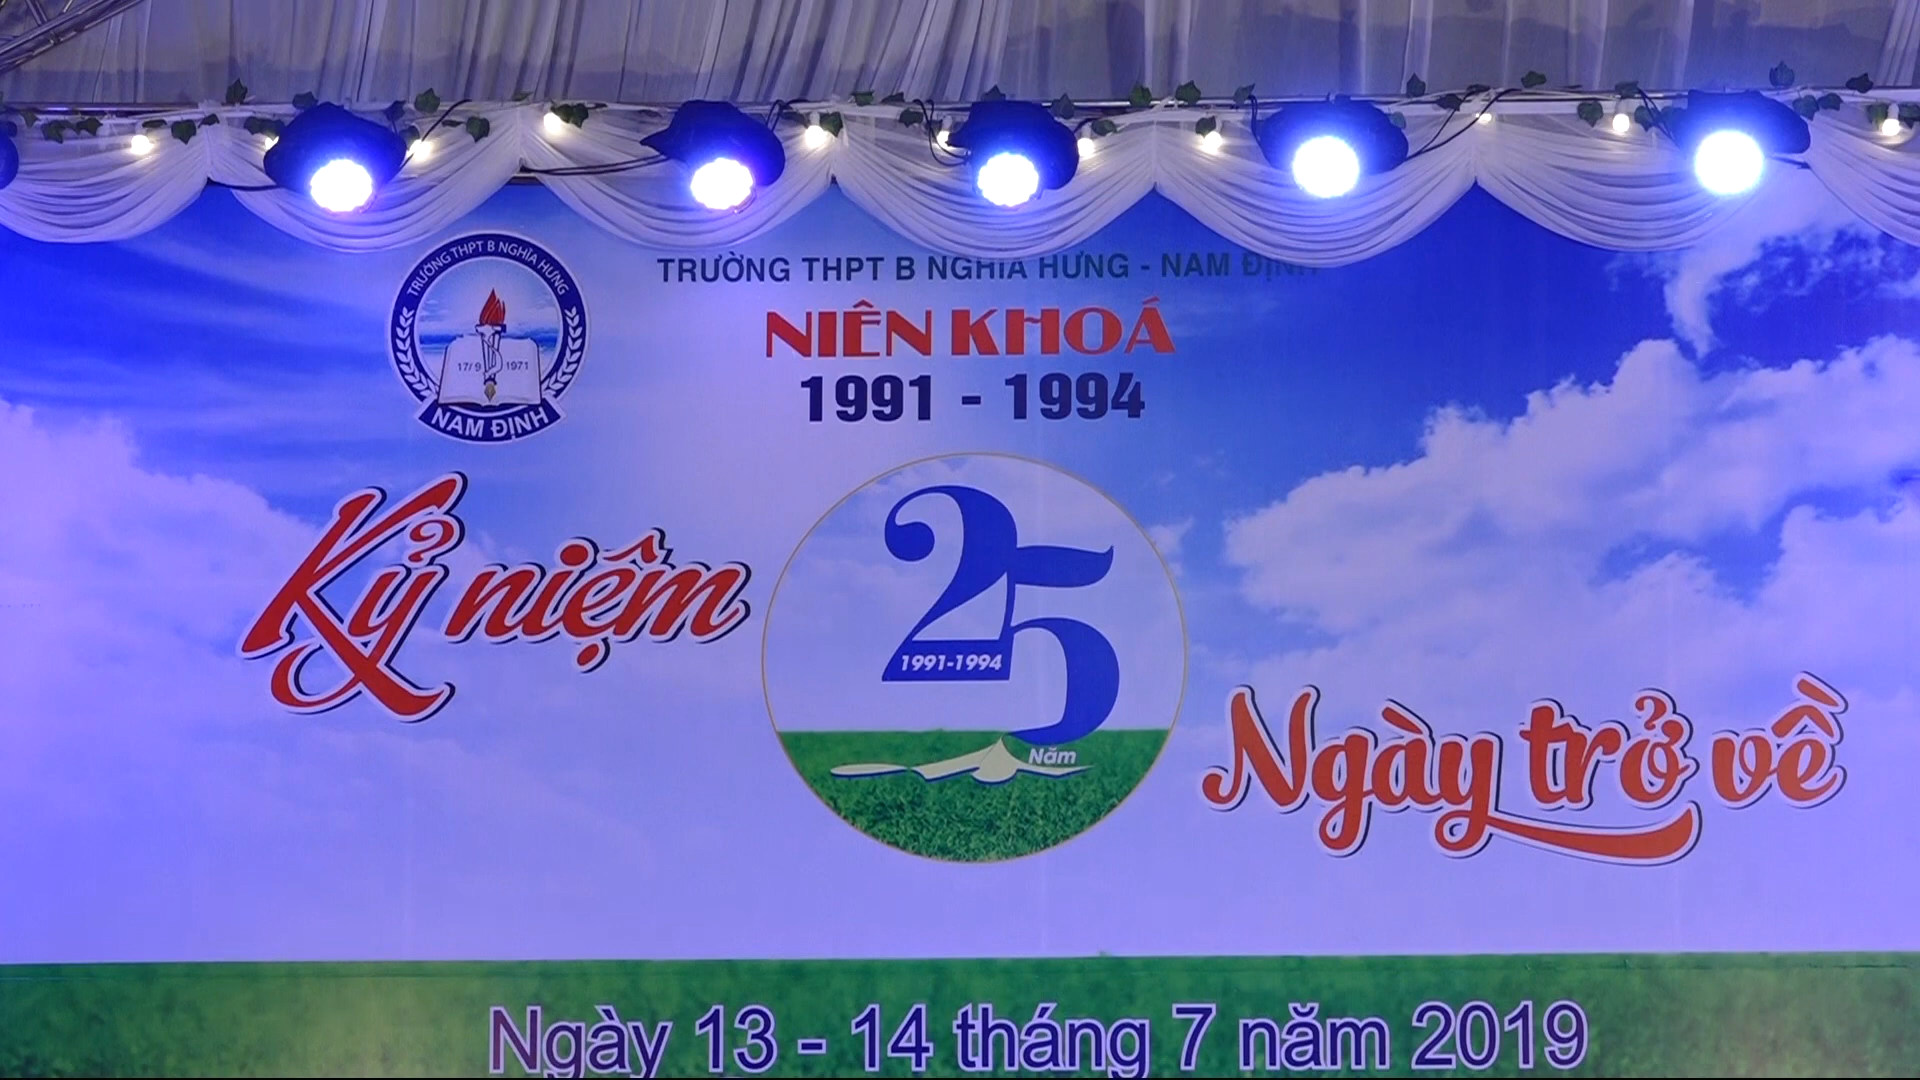 TRƯỜNG THPT B NGHĨA HƯNG
17/9 1971
NAM ĐỊNH
TRƯỜNG THPT B NGHĨA HƯNG - NAM ĐỊNH
NIÊN KHOÁ
1991 - 1994
Kỷ niệm
25
1991-1994
Năm
Ngày trở về
Ngày 13 - 14 tháng 7 năm 2019